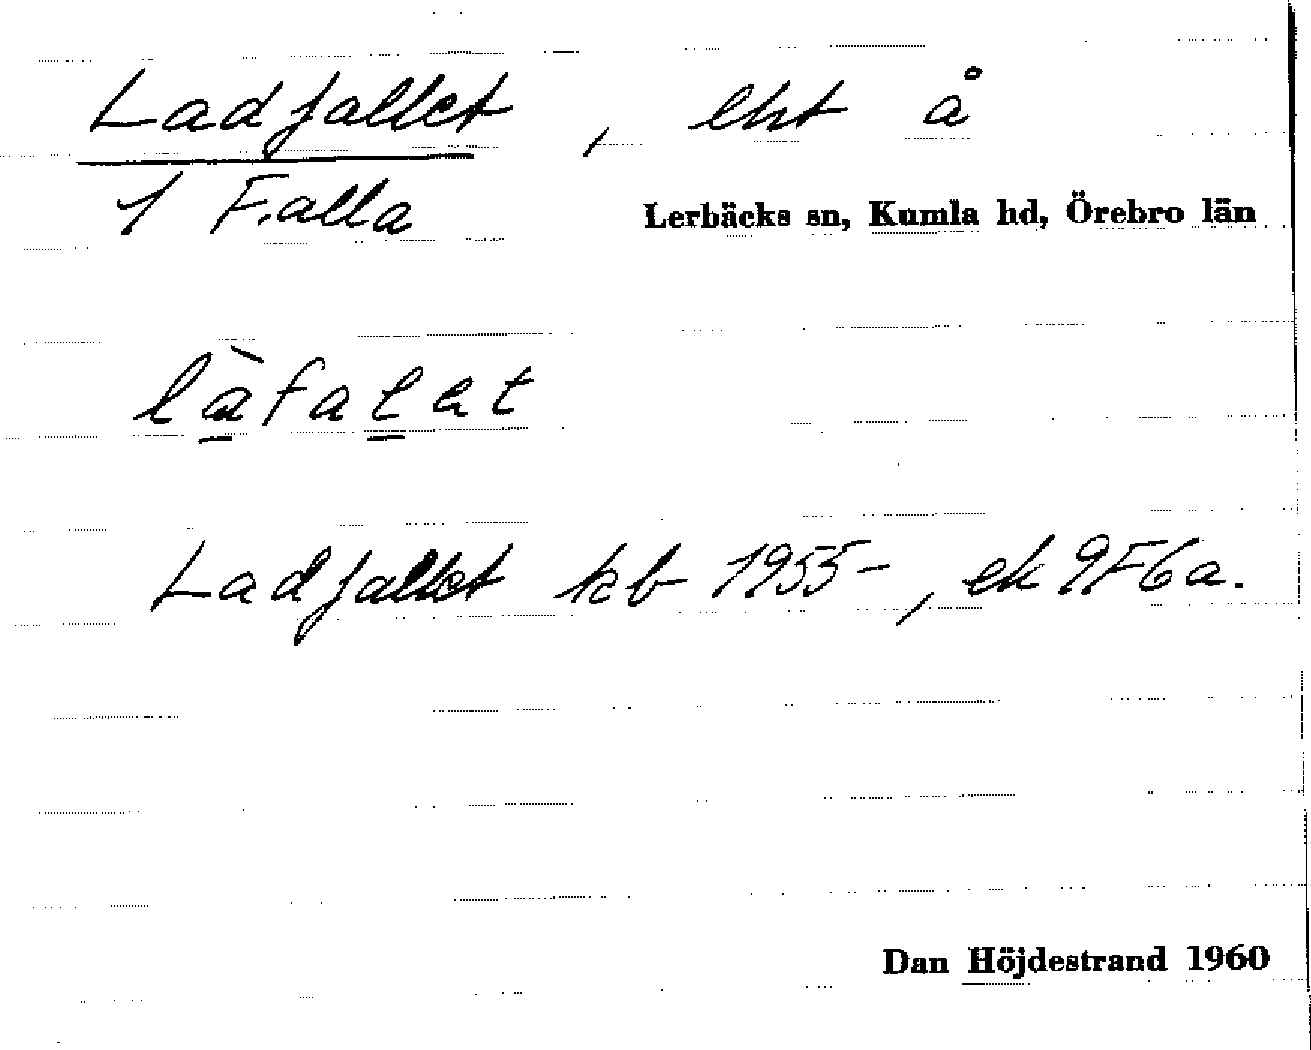 Ladfallet, lht å
1 Falla
Lerbäcks sn, Kumla hd, Örebro län
làfalat
Ladfallet kb 1955-, ek 9F6a.
Dan Höjdestrand 1960